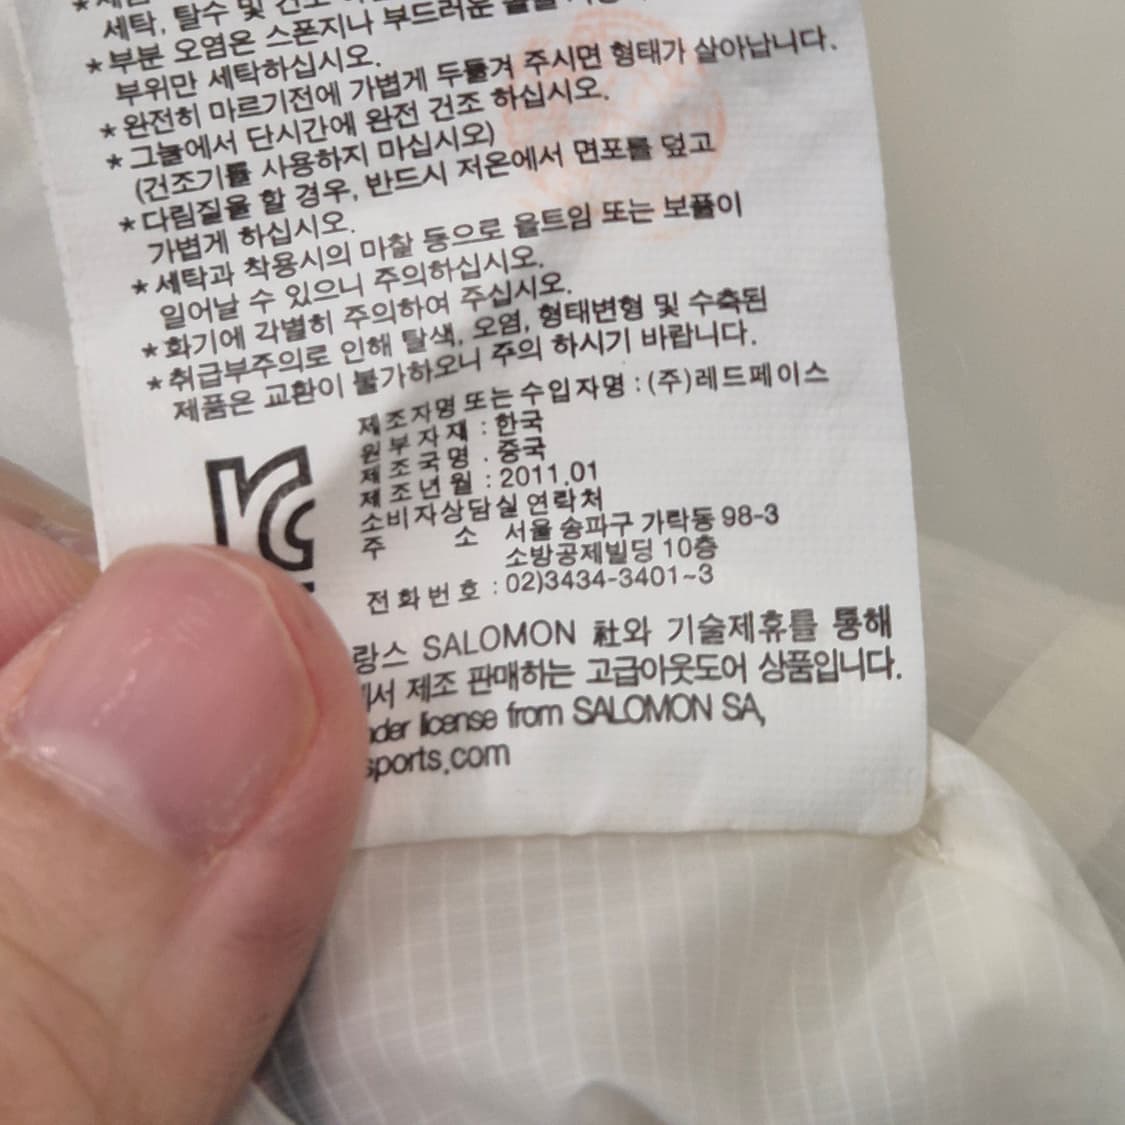 세탁, 탈수 및 건조
* 부분 오염은 스폰지나 부드러운 솔을
부위만 세탁하십시오.
* 완전히 마르기전에 가볍게 두들겨 주시면 형태가 살아납니다.
* 그늘에서 단시간에 완전 건조 하십시오.
(건조기를 사용하지 마십시오)
* 다림질을 할 경우, 반드시 저온에서 면포를 덮고
가볍게 하십시오.
* 세탁과 착용시의 마찰 등으로 올트임 또는 보풀이
일어날 수 있으니 주의하십시오.
* 화기에 각별히 주의하여 주십시오.
* 취급부주의로 인해 탈색, 오염, 형태변형 및 수축된
제품은 교환이 불가하오니 주의 하시기 바랍니다.
제조자명 또는 수입자명 : (주)레드페이스
원부자재 : 한국
제조국명 : 중국
제조년월 : 2011.01
소비자상담실 연락처
주 소 서울 송파구 가락동 98-3
소방공제빌딩 10층
전화번호 : 02)3434-3401~3
랑스 SALOMON 社와 기술제휴를 통해
서 제조 판매하는 고급아웃도어 상품입니다.
der license from SALOMON SA,
sports.com